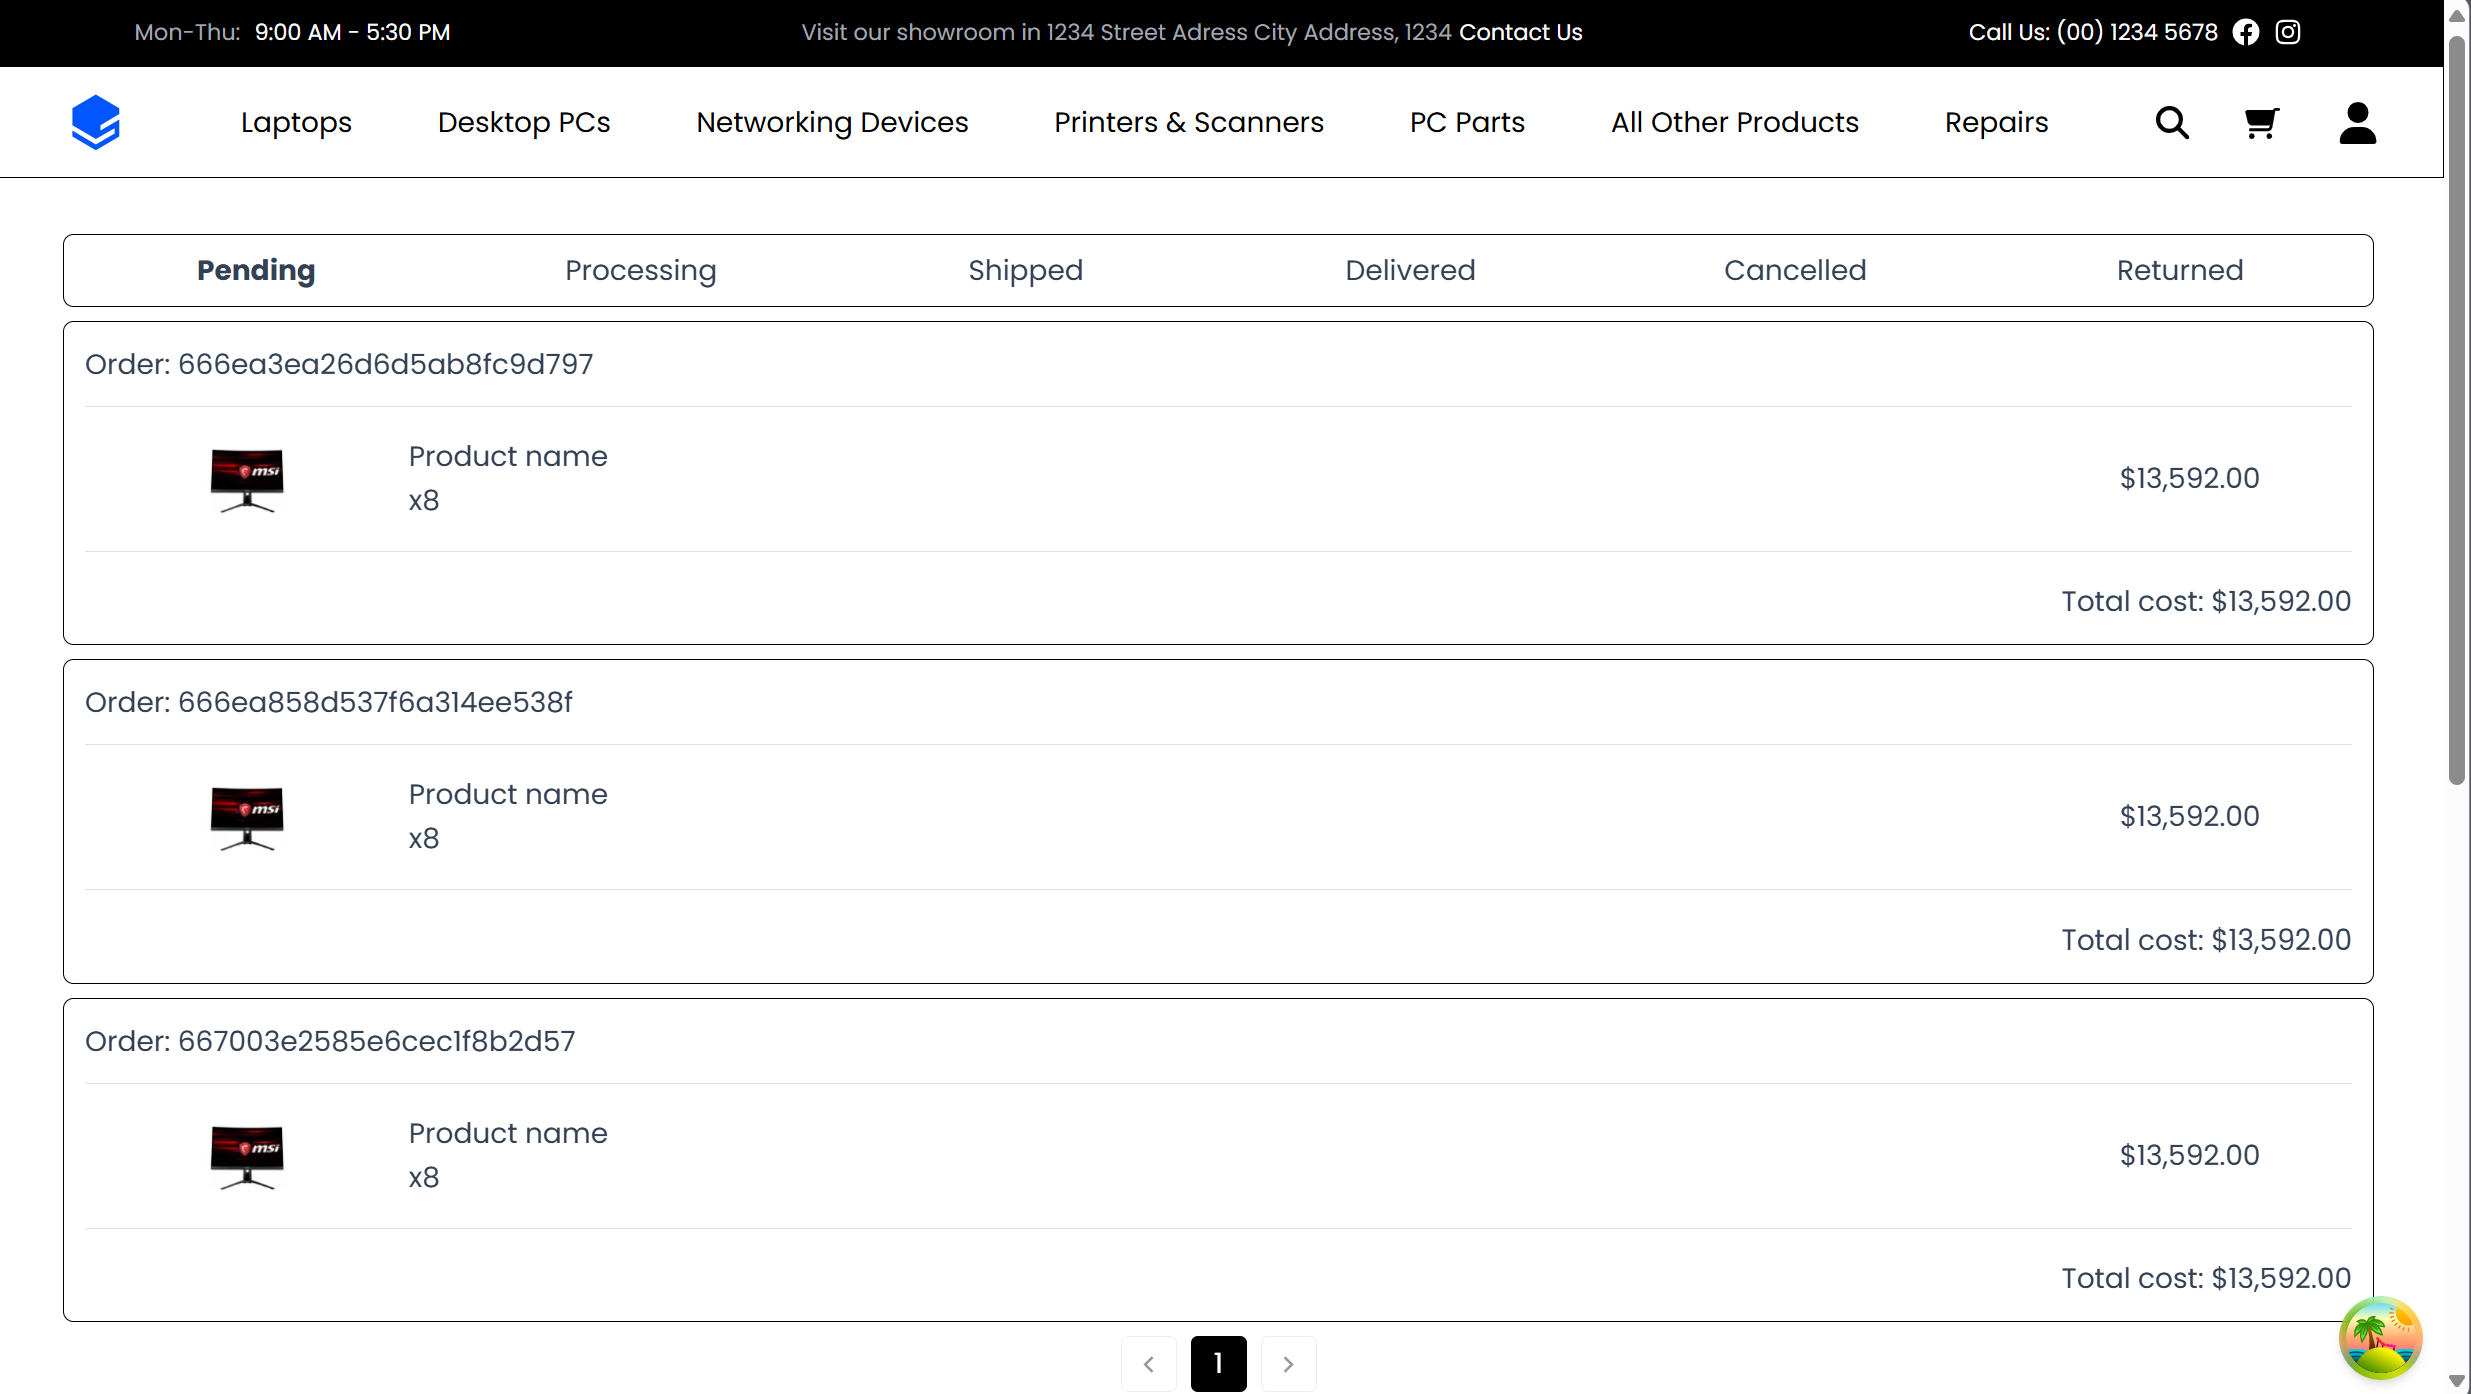 Mon-Thu: 9:00 AM - 5:30 PM
Visit our showroom in 1234 Street Adress City Address, 1234 Contact Us
Call Us: (00) 1234 5678
Laptops
Desktop PCs
Networking Devices
Printers & Scanners
PC Parts
All Other Products
Repairs
Pending
Processing
Shipped
Delivered
Cancelled
Returned
Order: 666ea3ea26d6d5ab8fc9d797
msi
Product name
x8
$13,592.00
Total cost: $13,592.00
Order: 666ea858d537f6a314ee538f
msi
Product name
x8
$13,592.00
Total cost: $13,592.00
Order: 667003e2585e6cec1f8b2d57
msi
Product name
x8
$13,592.00
Total cost: $13,592.00
1